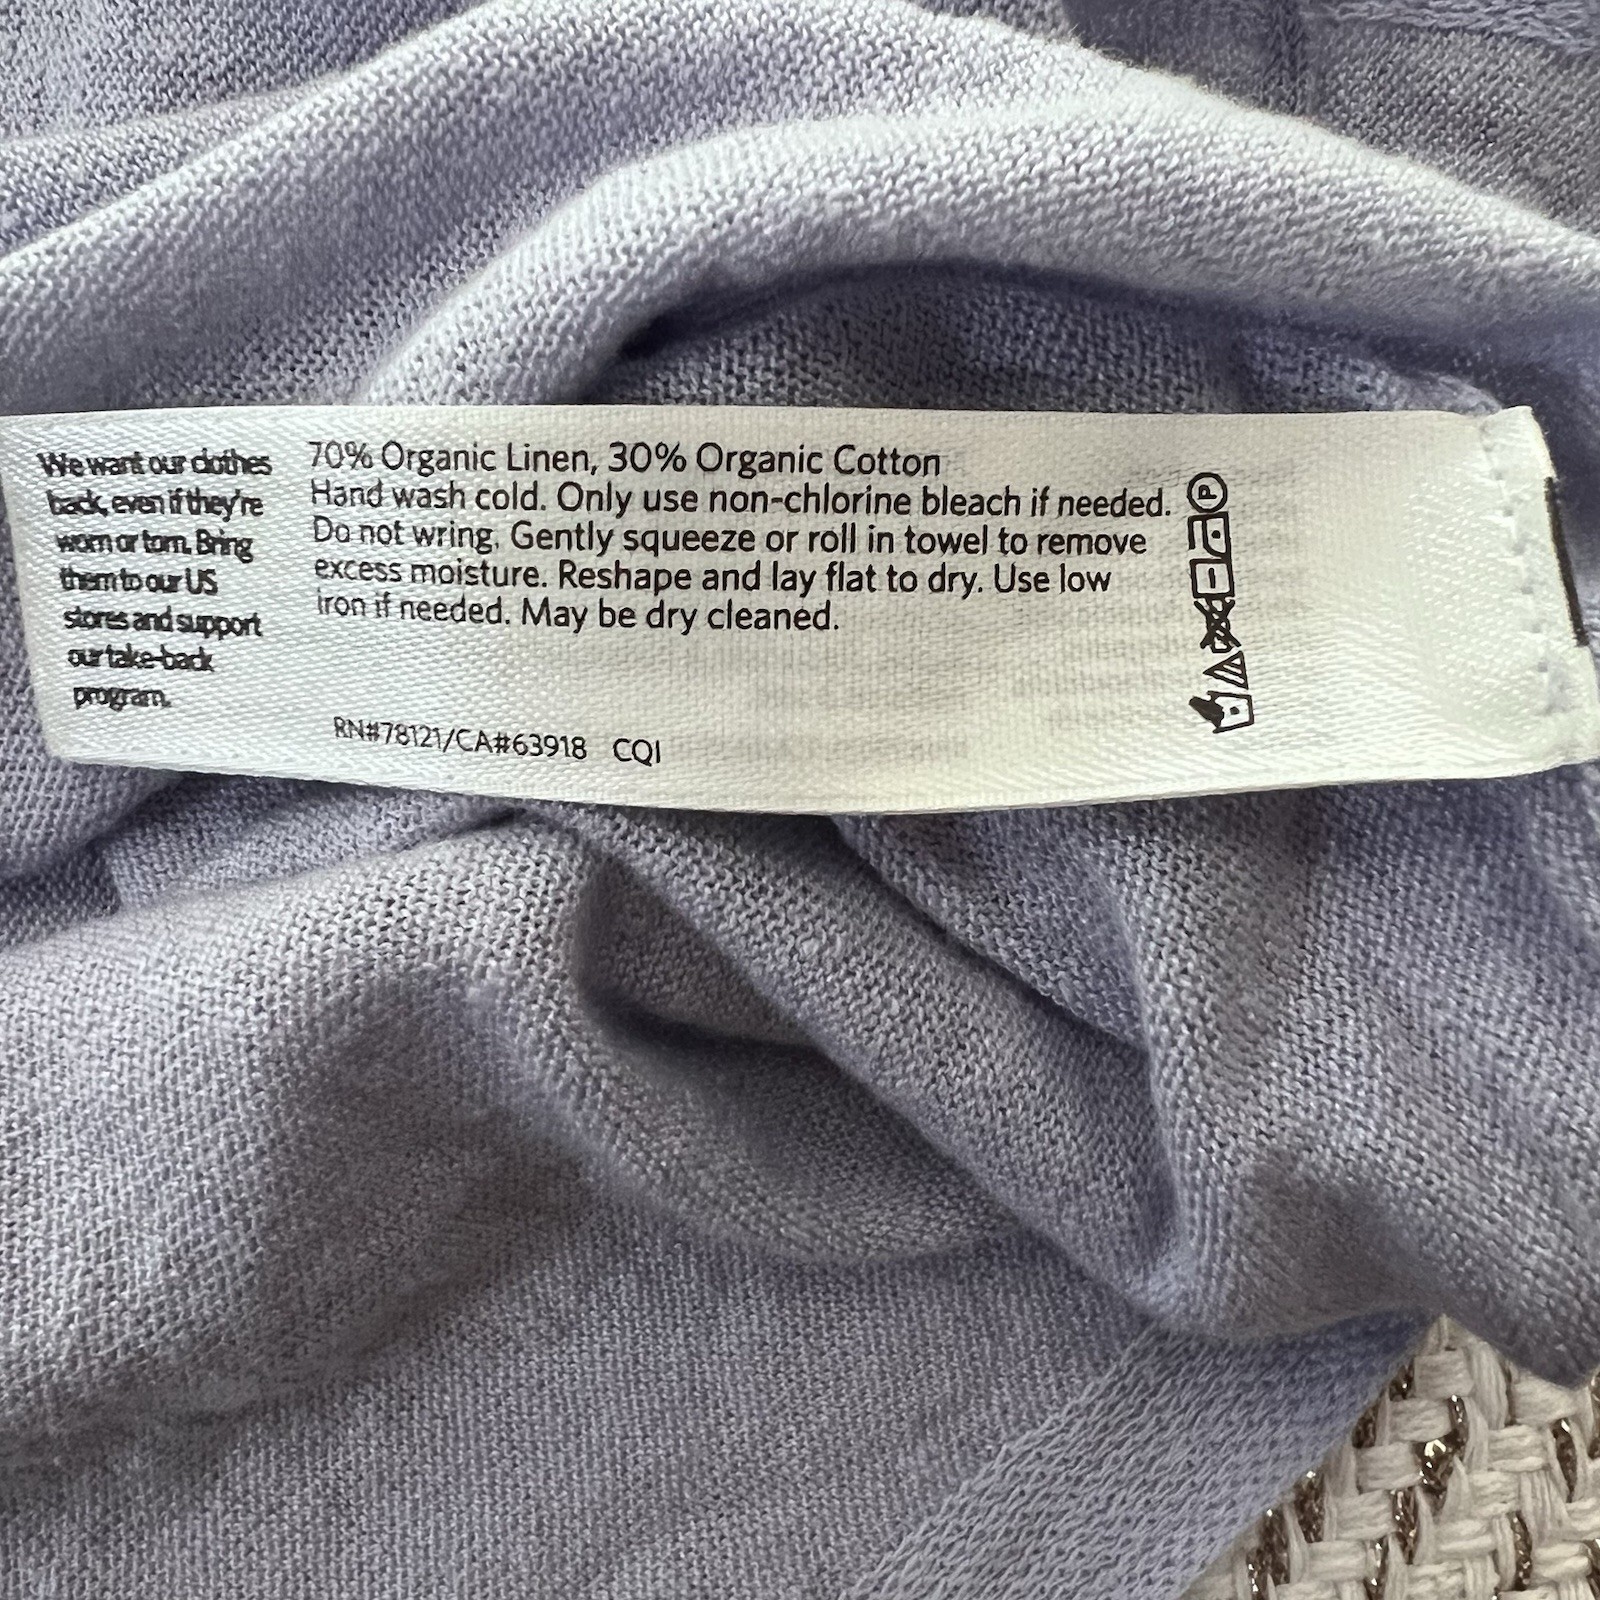 We want our clothes
back, even if they're
worn or torn. Bring
them to our US
stores and support
our take-back
program.
70% Organic Linen, 30% Organic Cotton
Hand wash cold. Only use non-chlorine bleach if needed.
Do not wring. Gently squeeze or roll in towel to remove
excess moisture. Reshape and lay flat to dry. Use low
iron if needed. May be dry cleaned.
RN#78121/CA#63918 CQI
P